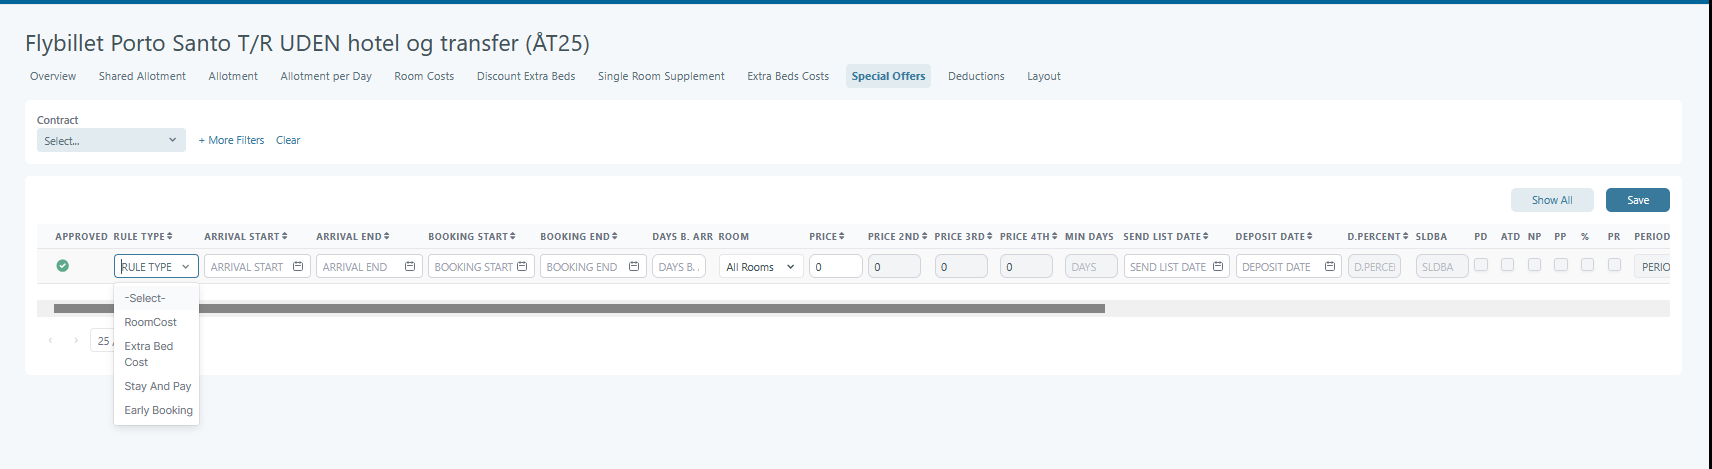 Flybillet Porto Santo T/R UDEN hotel og transfer (ÅT25)
Overview Shared Allotment Allotment Allotment per Day Room Costs Discount Extra Beds Single Room Supplement Extra Beds Costs Special Offers Deductions Layout
Contract
Select... + More Filters Clear
Show All Save
APPROVED RULE TYPE ARRIVAL START ARRIVAL END BOOKING START BOOKING END DAYS B. ARR ROOM PRICE PRICE 2ND PRICE 3RD PRICE 4TH MIN DAYS SEND LIST DATE DEPOSIT DATE D.PERCENT SLDBA PD ATD NP PP % PR PERIOD
RULE TYPE ARRIVAL START ARRIVAL END BOOKING START BOOKING END DAYS B. All Rooms 0 0 0 0 DAYS SEND LIST DATE DEPOSIT DATE D.PERCE SLDBA PERIO
-Select-
RoomCost
25
Extra Bed
Cost
Stay And Pay
Early Booking